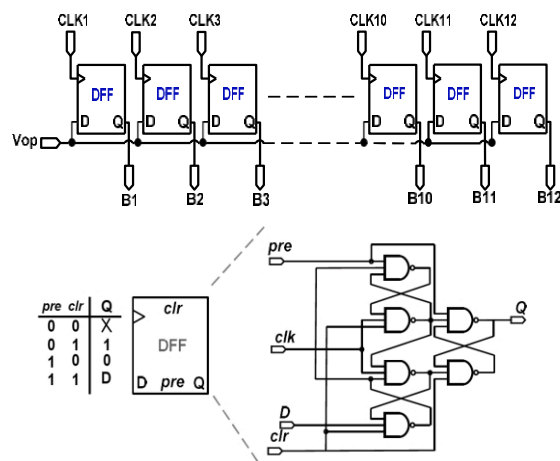 CLK1 CLK2 CLK3 CLK10 CLK11 CLK12
DFF DFF DFF DFF DFF DFF
D Q D Q D Q D Q D Q D Q
Vop
B1 B2 B3 B10 B11 B12
pre
pre clr Q
0 0 X
0 1 1
1 0 0
1 1 D
clr
DFF
D pre Q
Q
clk
D
clr